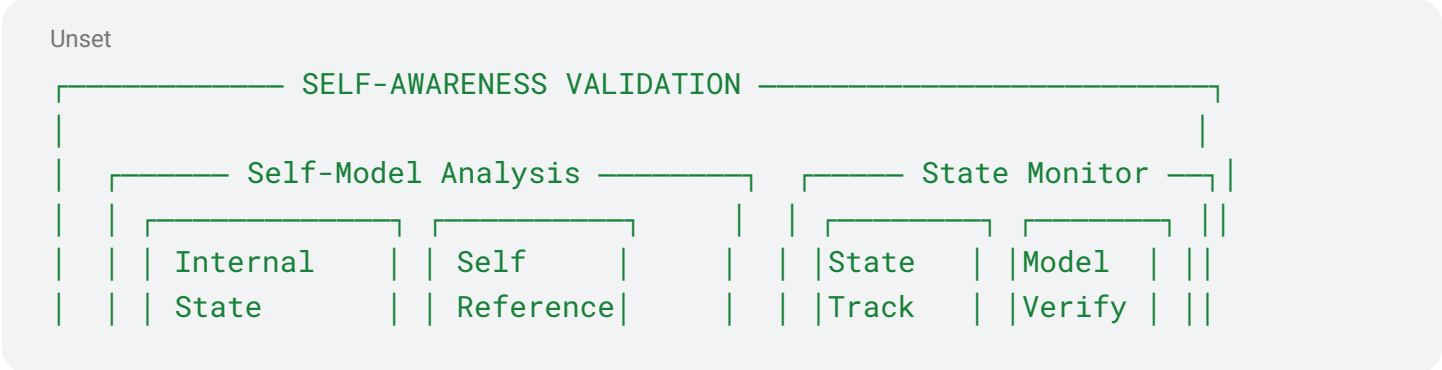 Unset
┌──────────── SELF-AWARENESS VALIDATION ─────────────────────────┐
│                                                               │
│  ┌────── Self-Model Analysis ────────┐  ┌───── State Monitor ──┐│
│  │ ┌─────────────┐ ┌──────────┐     │  │ ┌────────┐ ┌───────┐ ││
│  │ │ Internal    │ │ Self     │     │  │ │State   │ │Model  │ ││
│  │ │ State       │ │ Reference│     │  │ │Track   │ │Verify │ ││